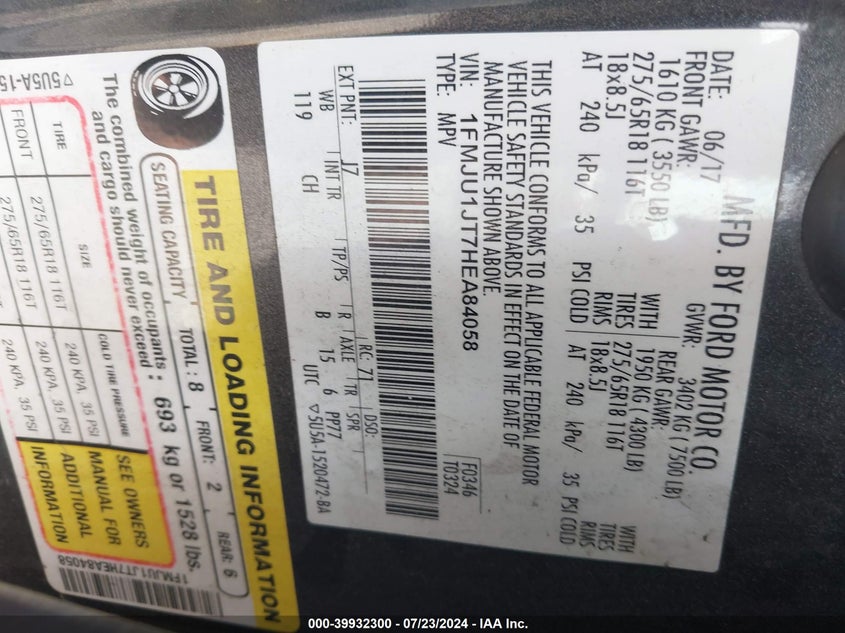 MFD. BY FORD MOTOR CO.
DATE: 06/17 GVWR: 3402 KG ( 7500 LB)
FRONT GAWR: REAR GAWR:
1610 KG ( 3550 LB) WITH 1950 KG ( 4300 LB) WITH
275/65R18 116T TIRES 275/65R18 116T TIRES
18x8.5J RIMS 18x8.5J RIMS
AT 240 kPa/ 35 PSI COLD AT 240 kPa/ 35 PSI COLD
THIS VEHICLE CONFORMS TO ALL APPLICABLE FEDERAL MOTOR
VEHICLE SAFETY STANDARDS IN EFFECT ON THE DATE OF
MANUFACTURE SHOWN ABOVE.
VIN: 1FMJU1JT7HEA84058 F0346
TYPE: MPV T0324
EXT PNT: J7 RC: 71 DSO:
WB INT TR TP/PS R AXLE TR SPR
119 CH B 15 6 PP77
UTC ▽5U5A-1520472-BA
TIRE AND LOADING INFORMATION
SEATING CAPACITY TOTAL: 8 FRONT: 2 REAR: 6
The combined weight of occupants
and cargo should never exceed : 693 kg or 1528 lbs.
TIRE SIZE COLD TIRE PRESSURE
FRONT 275/65R18 116T 240 KPA, 35 PSI
275/65R18 116T 240 KPA, 35 PSI
240 KPA, 35 PSI
SEE OWNERS
MANUAL FOR
ADDITIONAL
INFORMATION
▽5U5A-15
1FMJU1JT7HEA84058
000-39932300 - 07/23/2024 - IAA Inc.